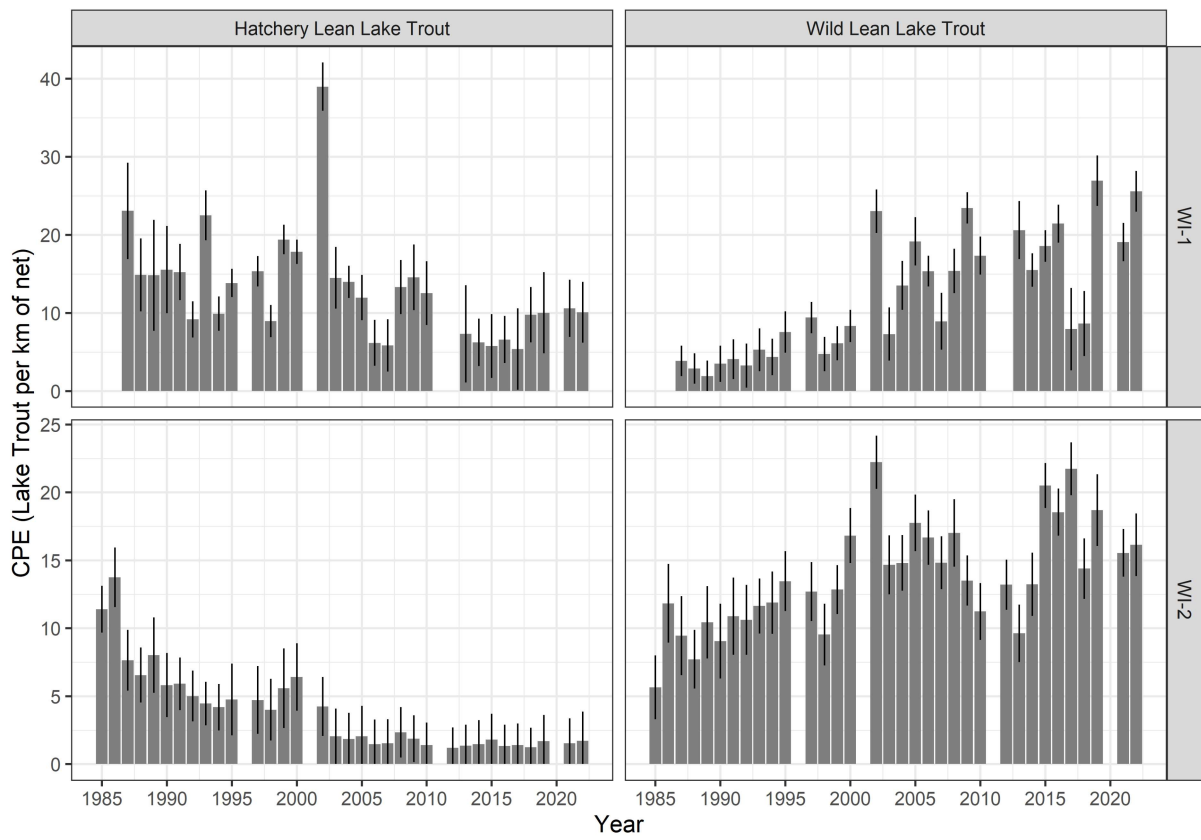 Hatchery Lean Lake Trout
Wild Lean Lake Trout
CPE (Lake Trout per km of net)
40
30
20
10
0
WI-1
25
20
15
10
5
0
WI-2
1985 1990 1995 2000 2005 2010 2015 2020
1985 1990 1995 2000 2005 2010 2015 2020
Year